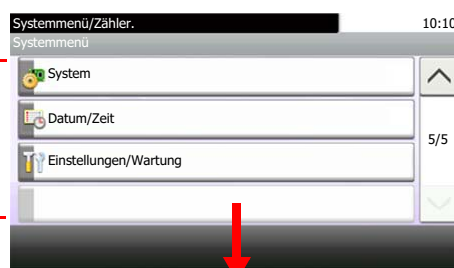 Systemmenü/Zähler. 10:10
Systemmenü
System
Datum/Zeit
5/5
Einstellungen/Wartung